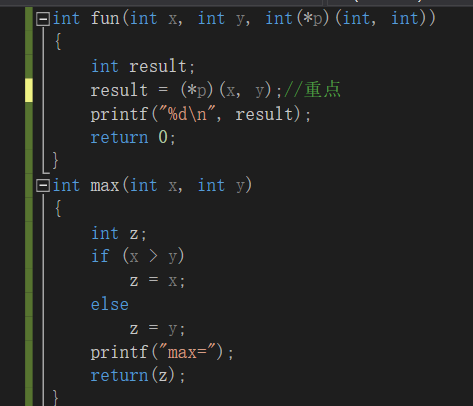 int fun(int x, int y, int(*p)(int, int))
{
int result;
result = (*p)(x, y);//重点
printf("%d\n", result);
return 0;
}
int max(int x, int y)
{
int z;
if (x > y)
z = x;
else
z = y;
printf("max=");
return(z);
}